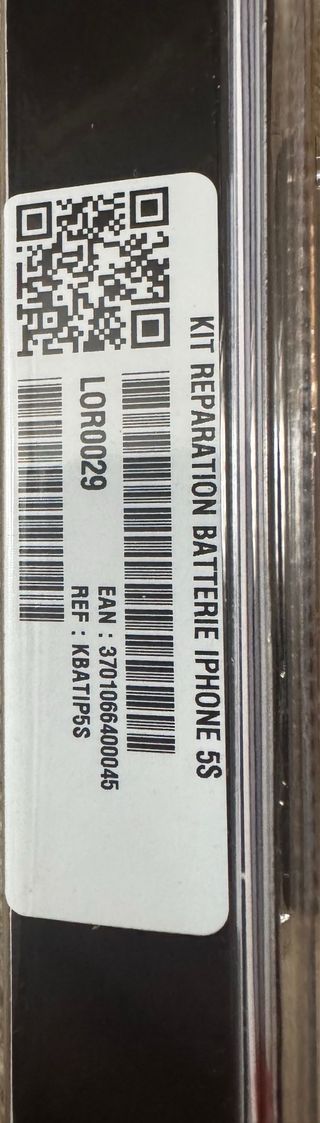 KIT REPARATION BATTERIE IPHONE 5S
EAN : 3701066400045
LOR0029
REF : KBATIP5S